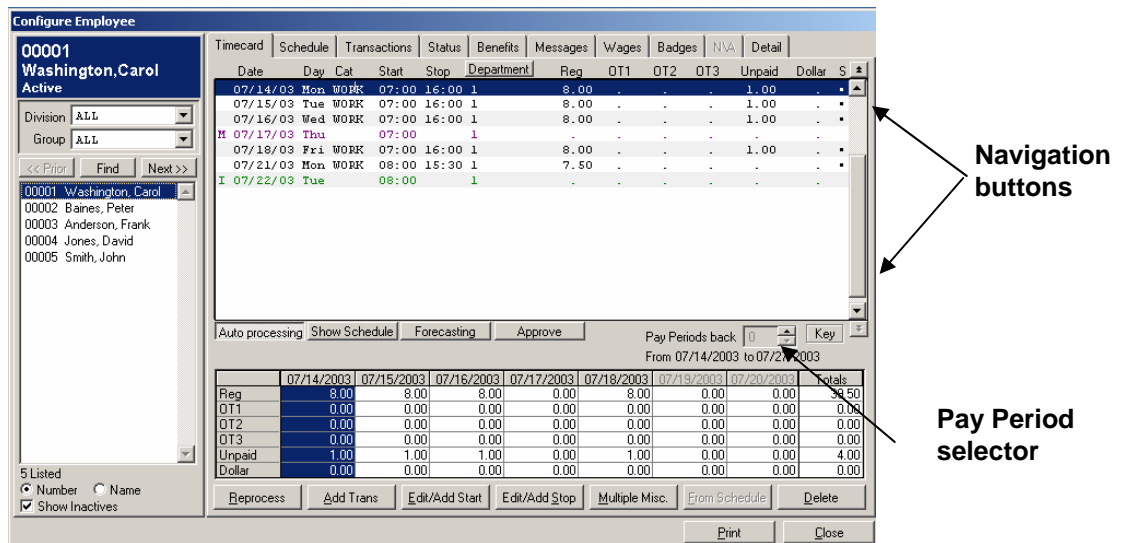 Configure Employee
00001
Washington,Carol
Active
Division ALL
Group ALL
<< Prior Find Next >>
00001 Washington, Carol
00002 Baines, Peter
00003 Anderson, Frank
00004 Jones, David
00005 Smith, John
5 Listed
Number Name
Show Inactives
Timecard Schedule Transactions Status Benefits Messages Wages Badges N\A Detail
Date Day Cat Start Stop Department Reg OT1 OT2 OT3 Unpaid Dollar S
07/14/03 Mon WORK 07:00 16:00 1 8.00 . . . 1.00 .
07/15/03 Tue WORK 07:00 16:00 1 8.00 . . . 1.00 .
07/16/03 Wed WORK 07:00 16:00 1 8.00 . . . 1.00 .
M 07/17/03 Thu 07:00 1 . . . . . .
07/18/03 Fri WORK 07:00 16:00 1 8.00 . . . 1.00 .
07/21/03 Mon WORK 08:00 15:30 1 7.50 . . . . .
I 07/22/03 Tue 08:00 1 . . . . . .
Auto processing Show Schedule Forecasting Approve Pay Periods back 0 Key
From 07/14/2003 to 07/27/2003
07/14/2003 07/15/2003 07/16/2003 07/17/2003 07/18/2003 07/19/2003 07/20/2003 Totals
Reg 8.00 8.00 8.00 0.00 8.00 0.00 0.00 39.50
OT1 0.00 0.00 0.00 0.00 0.00 0.00 0.00 0.00
OT2 0.00 0.00 0.00 0.00 0.00 0.00 0.00 0.00
OT3 0.00 0.00 0.00 0.00 0.00 0.00 0.00 0.00
Unpaid 1.00 1.00 1.00 0.00 1.00 0.00 0.00 4.00
Dollar 0.00 0.00 0.00 0.00 0.00 0.00 0.00 0.00
Reprocess Add Trans Edit/Add Start Edit/Add Stop Multiple Misc. From Schedule Delete
Print Close
Navigation
buttons
Pay Period
selector